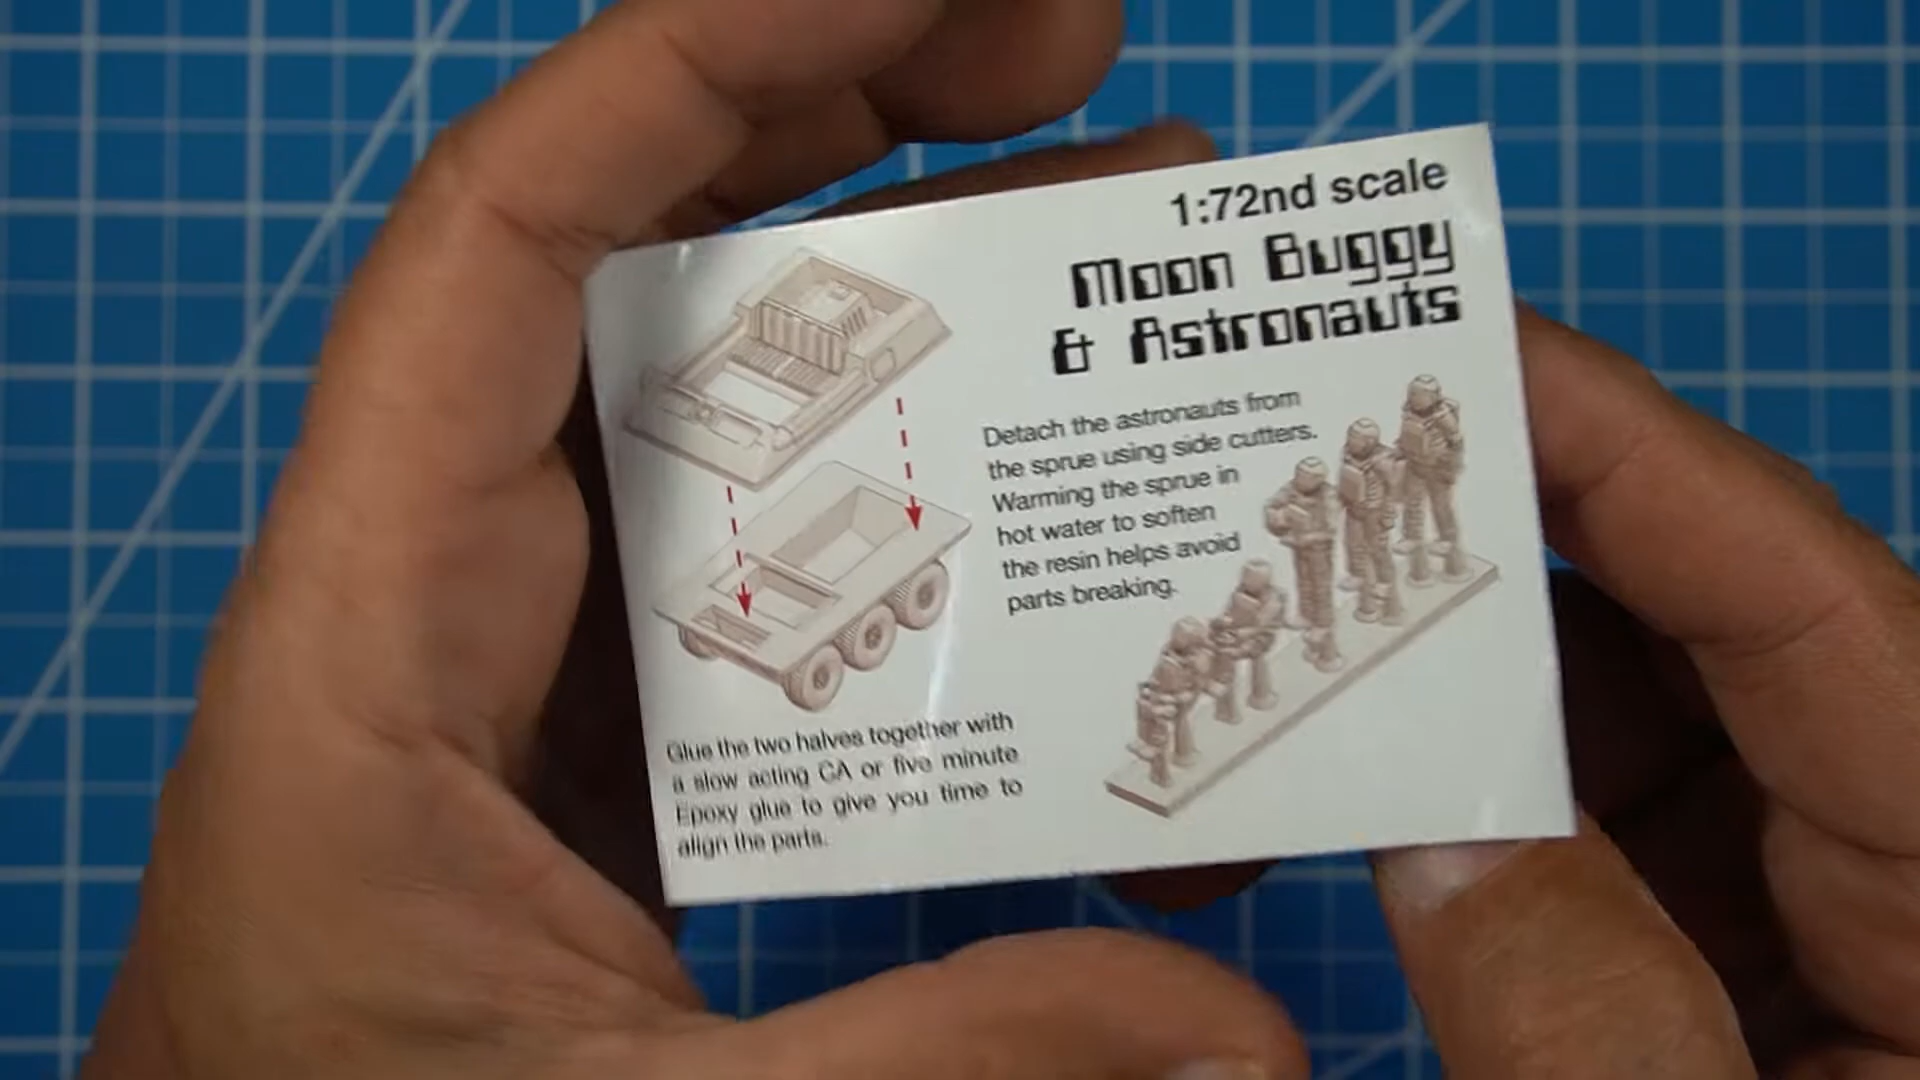 1:72nd scale
Moon Buggy
& Astronauts
Detach the astronauts from
the sprue using side cutters.
Warming the sprue in
hot water to soften
the resin helps avoid
parts breaking.
Glue the two halves together with
a slow acting CA or five minute
Epoxy glue to give you time to
align the parts.